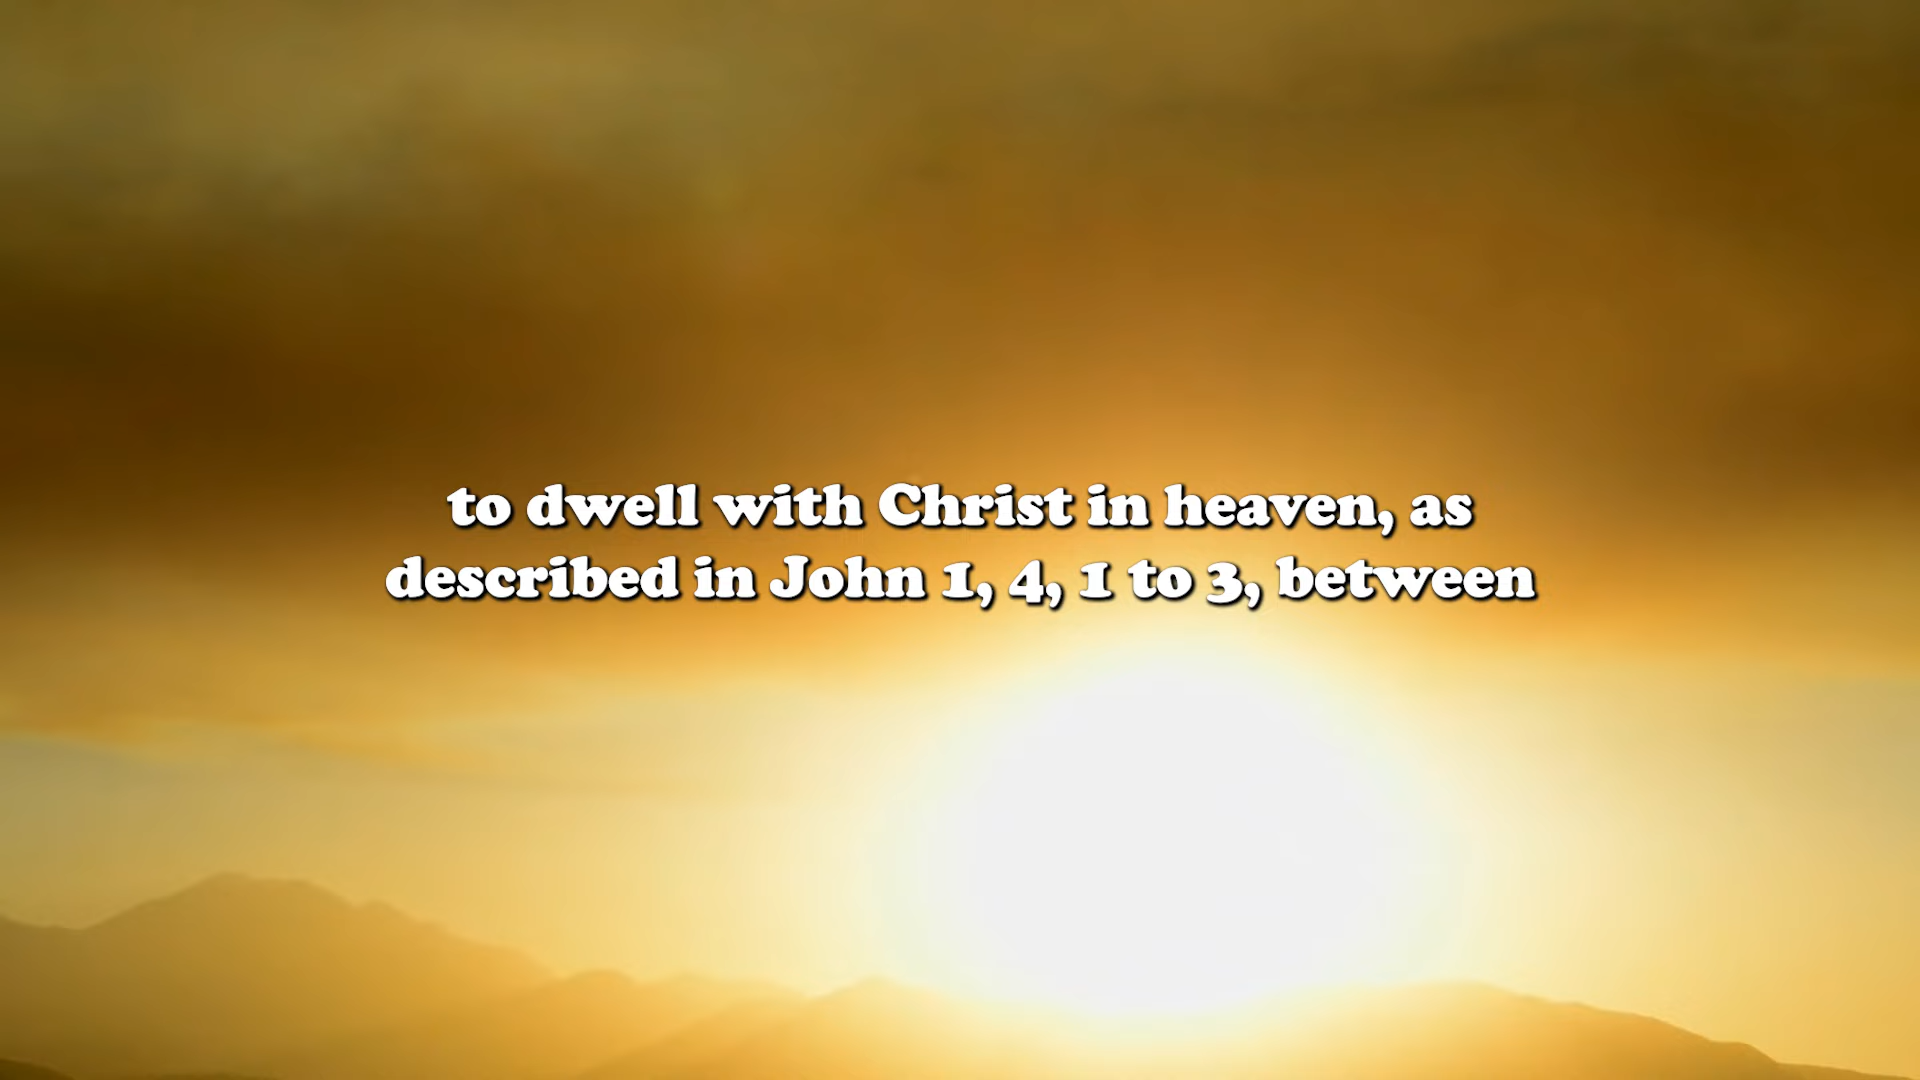 to dwell with Christ in heaven, as
described in John 1, 4, 1 to 3, between